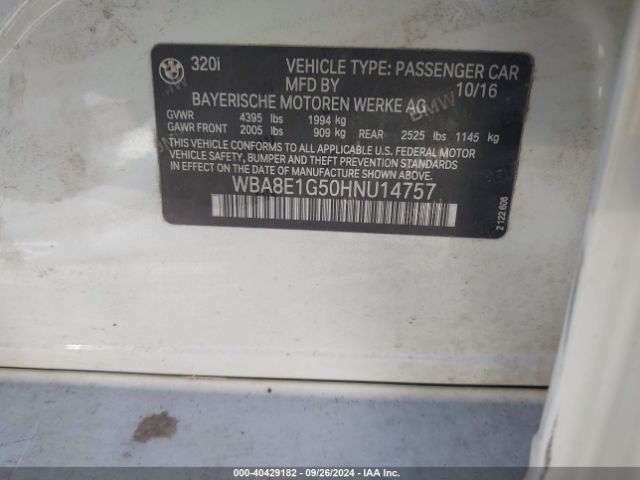 320i VEHICLE TYPE: PASSENGER CAR
MFD BY 10/16
BAYERISCHE MOTOREN WERKE AG
GVWR 4395 lbs 1994 kg
GAWR FRONT 2005 lbs 909 kg REAR 2525 lbs 1145 kg
THIS VEHICLE CONFORMS TO ALL APPLICABLE U.S. FEDERAL MOTOR
VEHICLE SAFETY, BUMPER AND THEFT PREVENTION STANDARDS
IN EFFECT ON THE DATE OF MANUFACTURE SHOWN ABOVE.
WBA8E1G50HNU14757
2 122 606
BMW
000-40429182 - 09/26/2024 - IAA Inc.